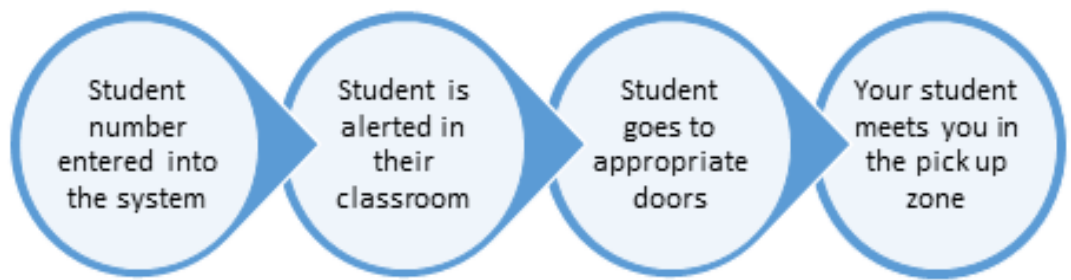 Student
number
entered into
the system
Student is
alerted in
their
classroom
Student
goes to
appropriate
doors
Your student
meets you in
the pick up
zone